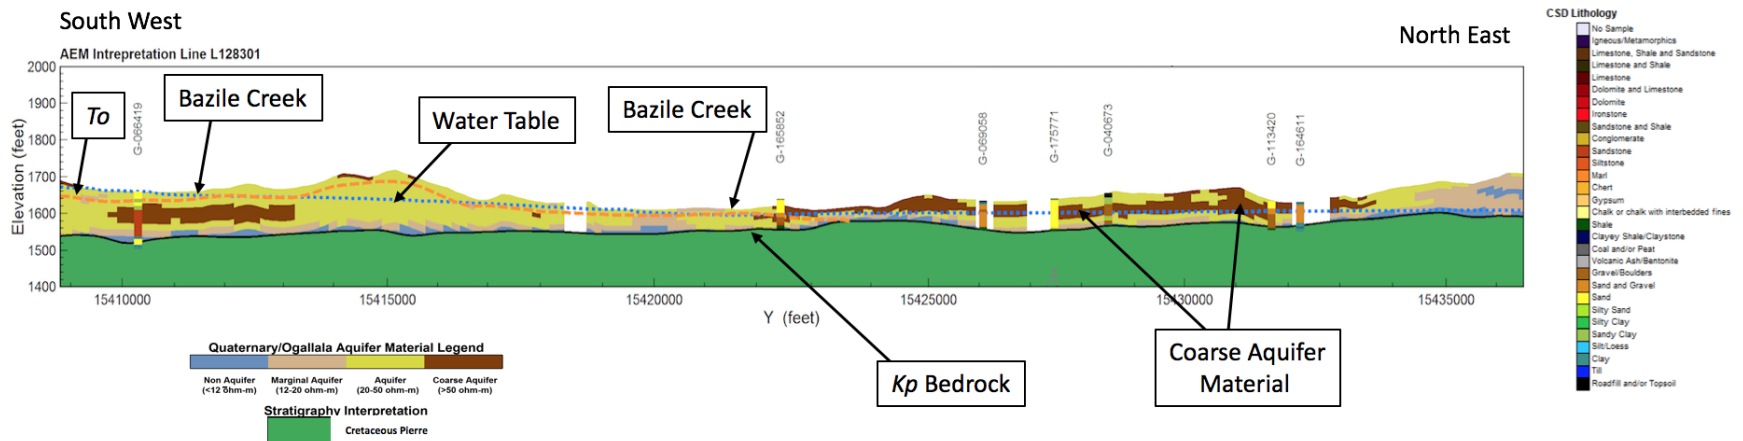 South West
North East
AEM Intrepretation Line L128301
To
Bazile Creek
Water Table
Bazile Creek
Elevation (feet)
2000
1900
1800
1700
1600
1500
1400
G-066419
G-165852
G-069058
G-175771
G-040673
G-113420
G-164611
15410000
15415000
15420000
15425000
15430000
15435000
Y (feet)
Kp Bedrock
Coarse Aquifer
Material
Quaternary/Ogallala Aquifer Material Legend
Non Aquifer
(<12 ohm-m)
Marginal Aquifer
(12-20 ohm-m)
Aquifer
(20-50 ohm-m)
Coarse Aquifer
(>50 ohm-m)
Stratigraphy Interpretation
Cretaceous Pierre
CSD Lithology
No Sample
Igneous/Metamorphics
Limestone, Shale and Sandstone
Limestone and Shale
Limestone
Dolomite and Limestone
Dolomite
Ironstone
Sandstone and Shale
Conglomerate
Sandstone
Siltstone
Marl
Chert
Gypsum
Chalk or chalk with interbedded fines
Shale
Clayey Shale/Claystone
Coal and/or Peat
Volcanic Ash/Bentonite
Gravel/Boulders
Sand and Gravel
Sand
Silty Sand
Silty Clay
Sandy Clay
Silt/Loess
Clay
Till
Roadfill and/or Topsoil